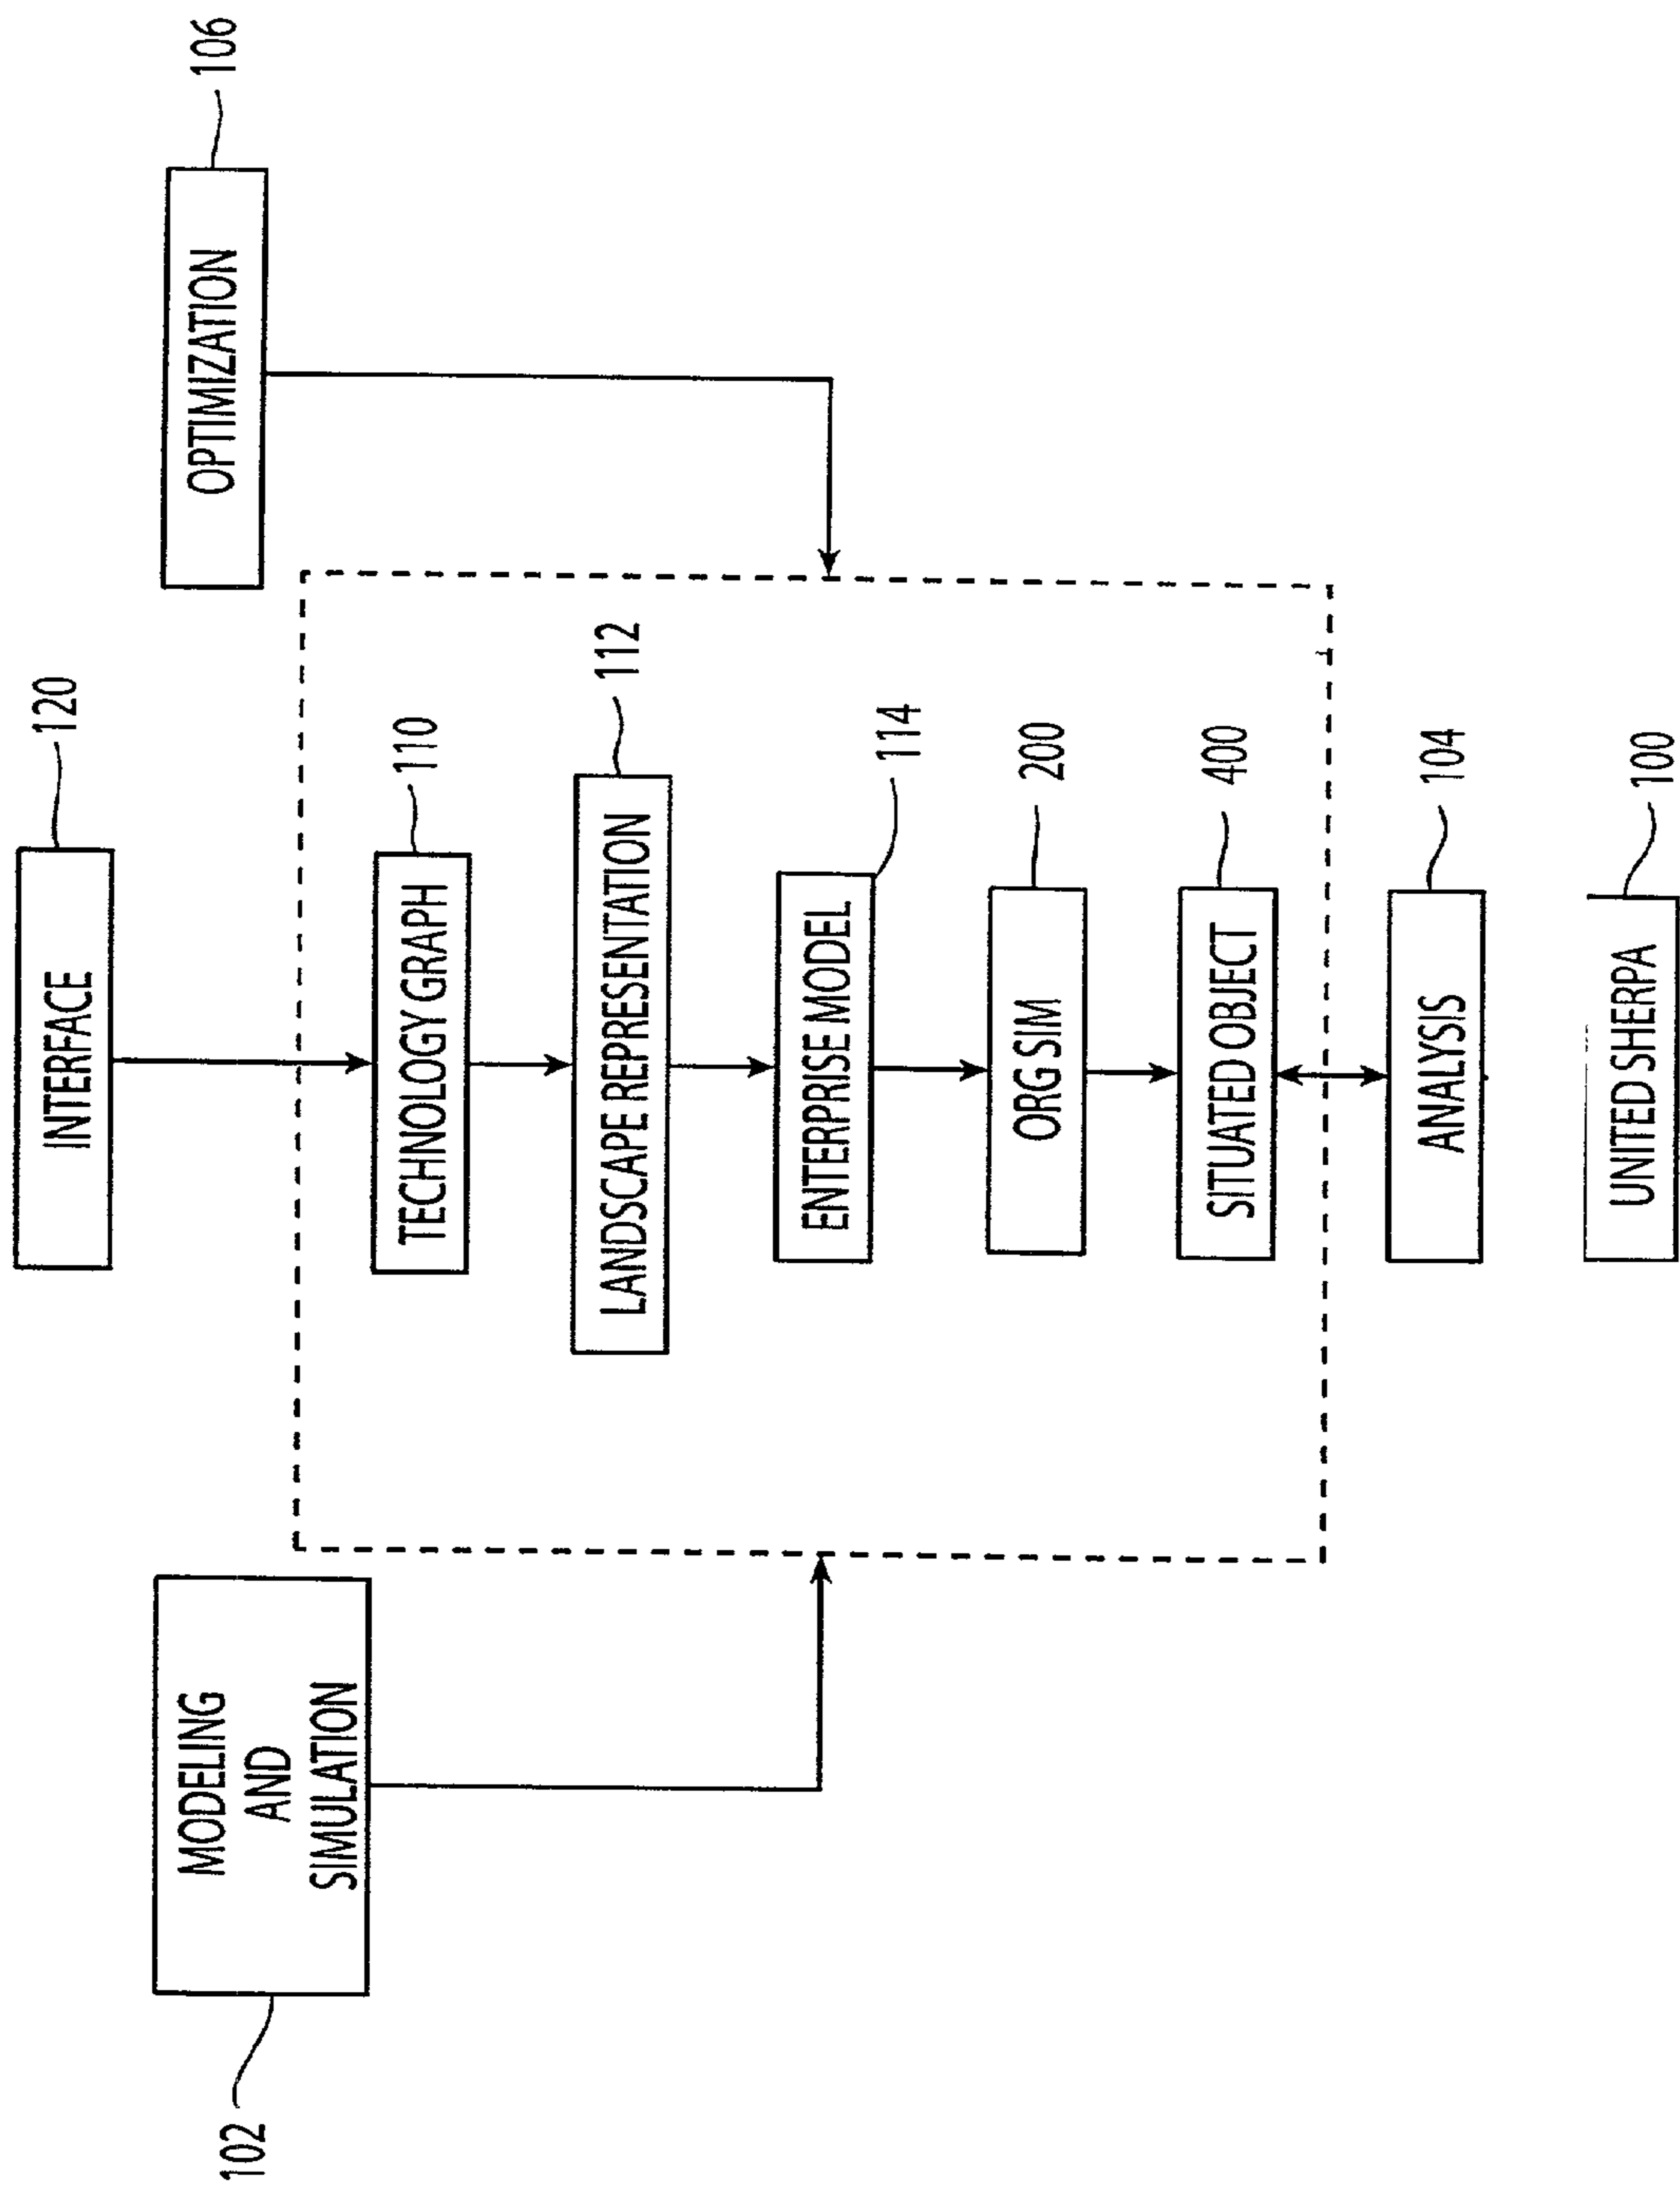 INTERFACE
120
OPTIMIZATION
106
MODELING
AND
SIMULATION
102
TECHNOLOGY GRAPH
110
LANDSCAPE REPRESENTATION
112
ENTERPRISE MODEL
114
ORG SIM
200
SITUATED OBJECT
400
ANALYSIS
104
UNITED SHERPA
100